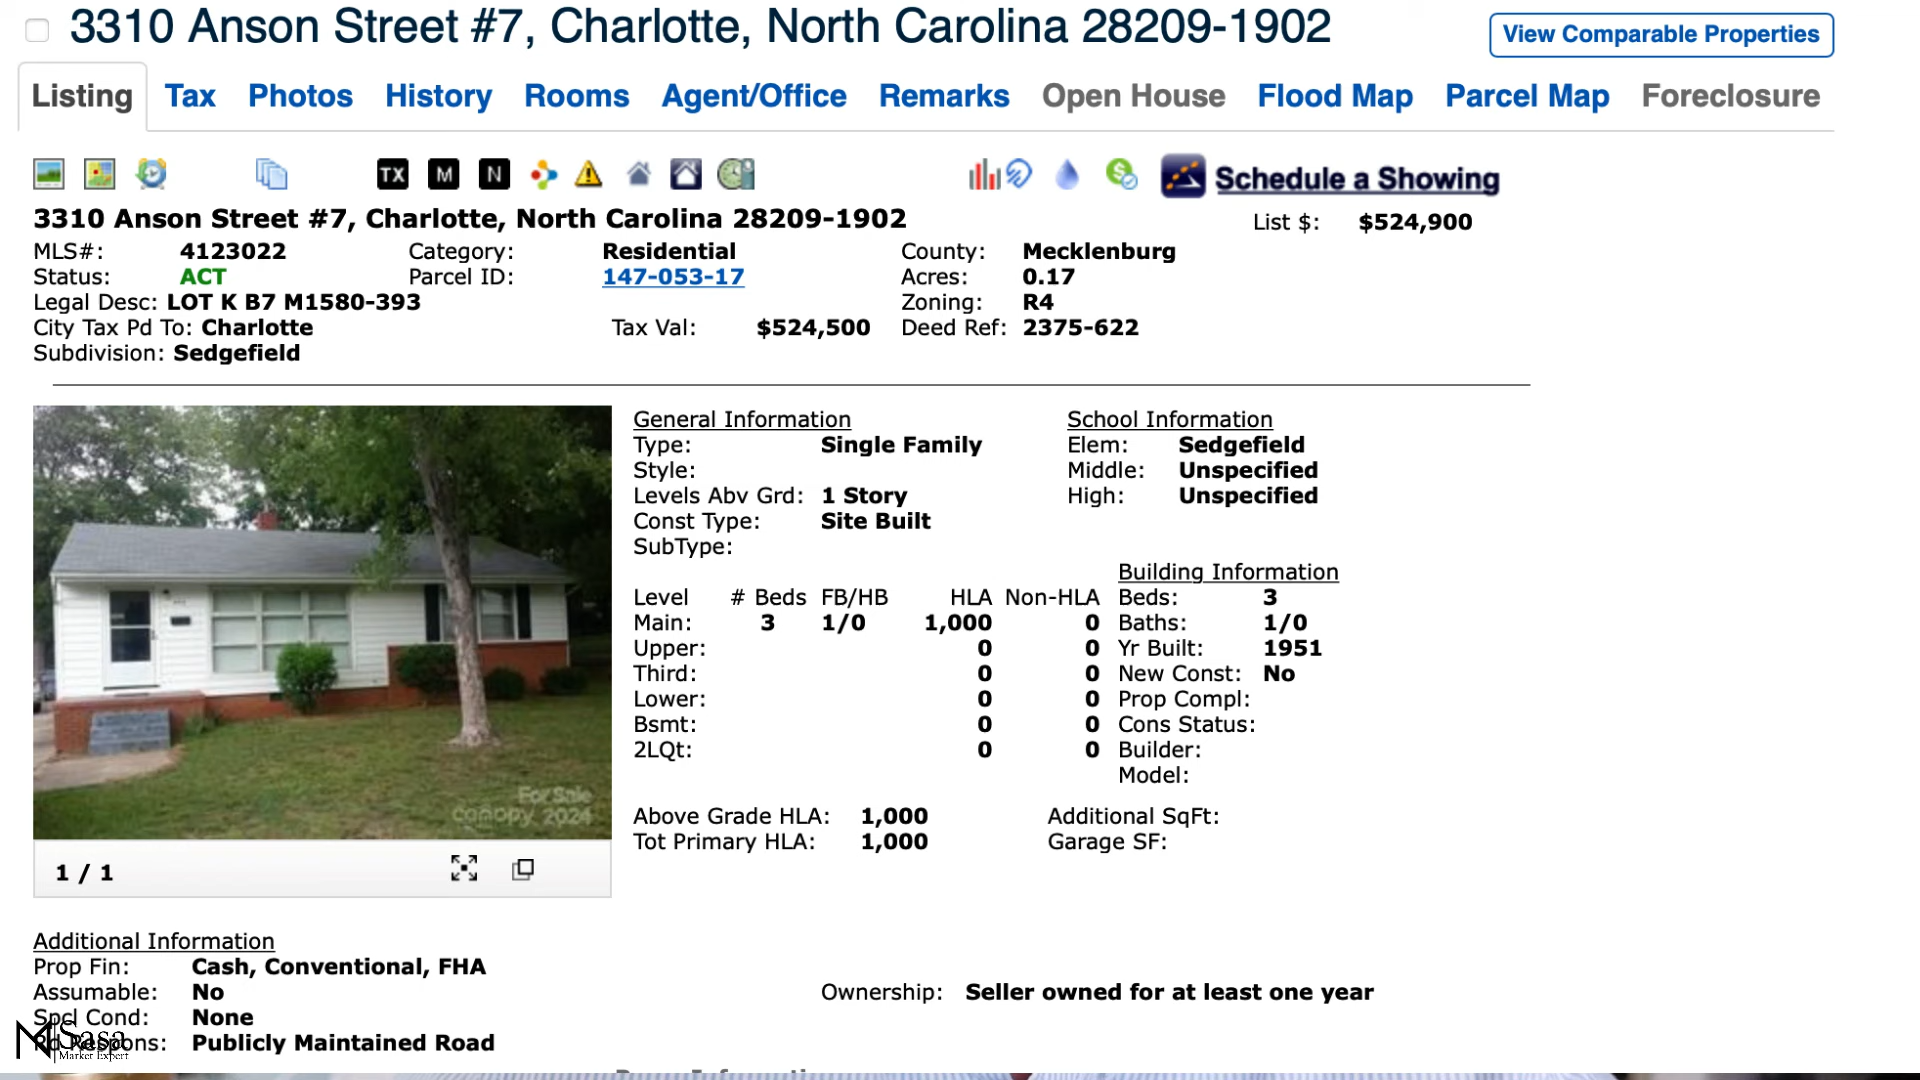 3310 Anson Street #7, Charlotte, North Carolina 28209-1902
View Comparable Properties
Listing Tax Photos History Rooms Agent/Office Remarks Open House Flood Map Parcel Map Foreclosure
TX M N Schedule a Showing
3310 Anson Street #7, Charlotte, North Carolina 28209-1902 List $: $524,900
MLS#: 4123022 Category: Residential County: Mecklenburg
Status: ACT Parcel ID: 147-053-17 Acres: 0.17
Legal Desc: LOT K B7 M1580-393 Zoning: R4
City Tax Pd To: Charlotte Tax Val: $524,500 Deed Ref: 2375-622
Subdivision: Sedgefield
General Information School Information
Type: Single Family Elem: Sedgefield
Style: Middle: Unspecified
Levels Abv Grd: 1 Story High: Unspecified
Const Type: Site Built
SubType:
Building Information
Level # Beds FB/HB HLA Non-HLA Beds: 3
Main: 3 1/0 1,000 0 Baths: 1/0
Upper: 0 0 Yr Built: 1951
Third: 0 0 New Const: No
Lower: 0 0 Prop Compl:
Bsmt: 0 0 Cons Status:
2LQt: 0 0 Builder:
Model:
For Sale
canopy 2024
Above Grade HLA: 1,000 Additional SqFt:
Tot Primary HLA: 1,000 Garage SF:
1 / 1
Additional Information
Prop Fin: Cash, Conventional, FHA
Assumable: No Ownership: Seller owned for at least one year
Spcl Cond: None
Rd Respons: Publicly Maintained Road
Sasa
Market Expert